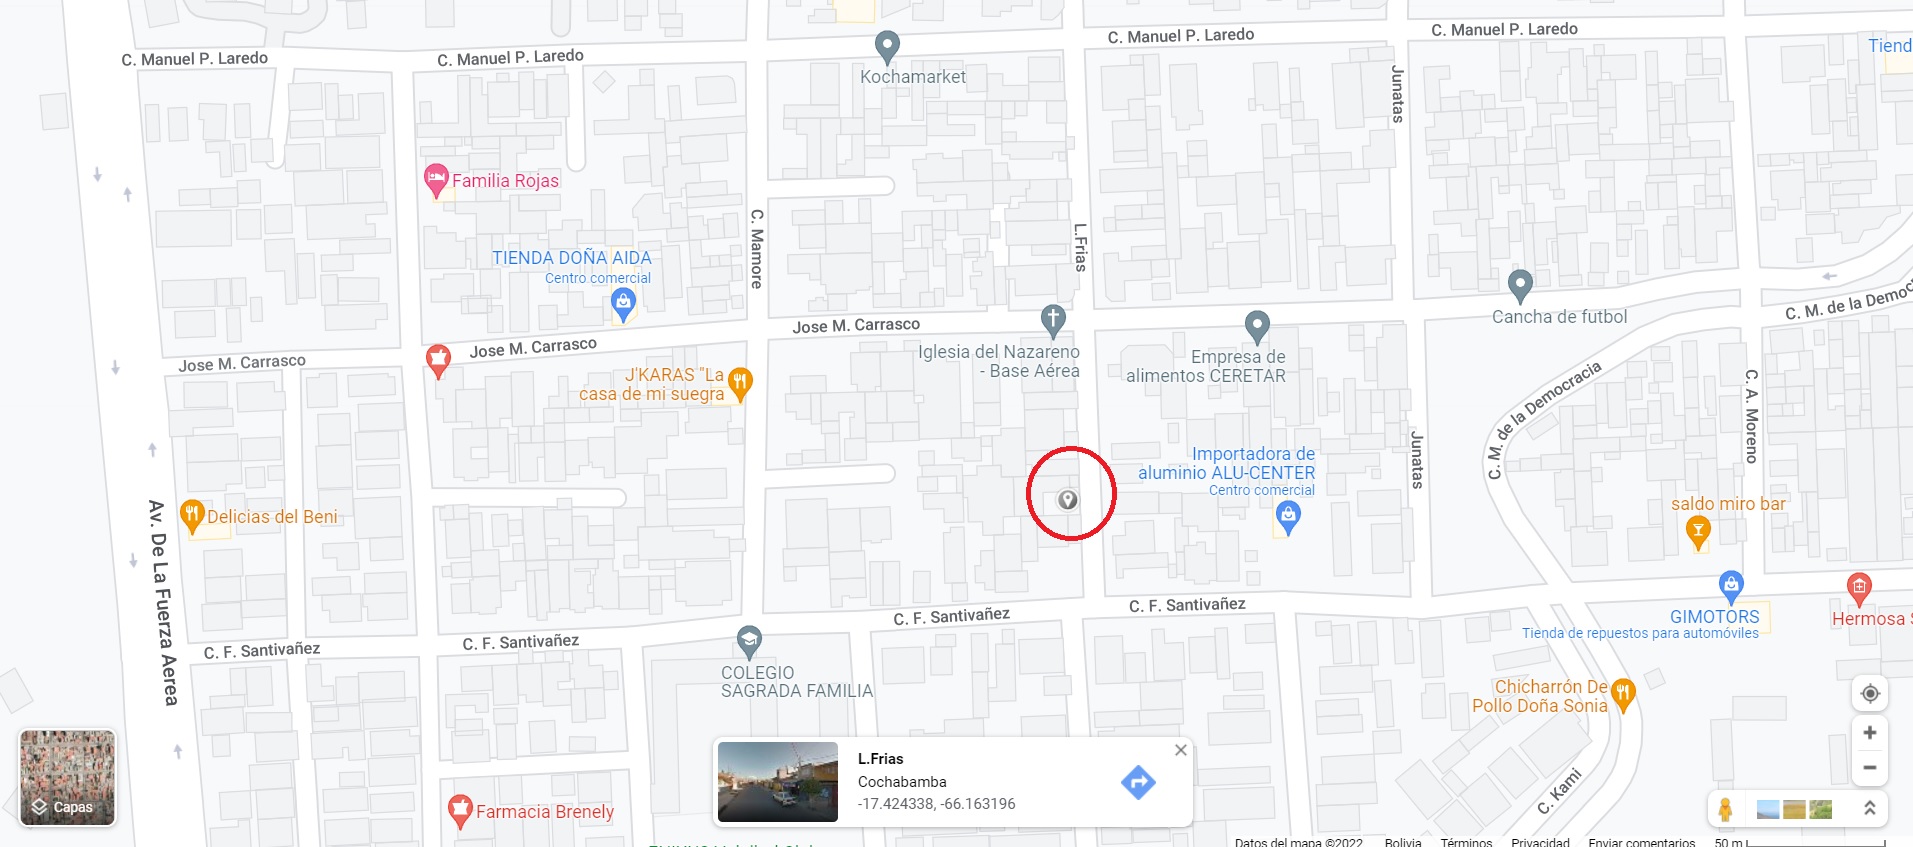 C. Manuel P. Laredo
C. Manuel P. Laredo
C. Manuel P. Laredo
C. Manuel P. Laredo
Tiend
Kochamarket
Junatas
Familia Rojas
C. Mamore
L.Frias
TIENDA DOÑA AIDA
Centro comercial
Cancha de futbol
C. M. de la Democ
Jose M. Carrasco
Jose M. Carrasco
Jose M. Carrasco
Iglesia del Nazareno
- Base Aérea
Empresa de
alimentos CERETAR
J'KARAS "La
casa de mi suegra
C. M. de la Democracia
C. A. Moreno
Junatas
Importadora de
aluminio ALU-CENTER
Centro comercial
saldo miro bar
Delicias del Beni
Av. De La Fuerza Aerea
C. F. Santivañez
C. F. Santivañez
C. F. Santivañez
C. F. Santivañez
GIMOTORS
Tienda de repuestos para automóviles
Hermosa S
COLEGIO
SAGRADA FAMILIA
Chicharrón De
Pollo Doña Sonia
C. Kami
L.Frias
Cochabamba
-17.424338, -66.163196
Capas
Farmacia Brenely
Datos del mapa ©2022 Bolivia Términos Privacidad Enviar comentarios 50 m